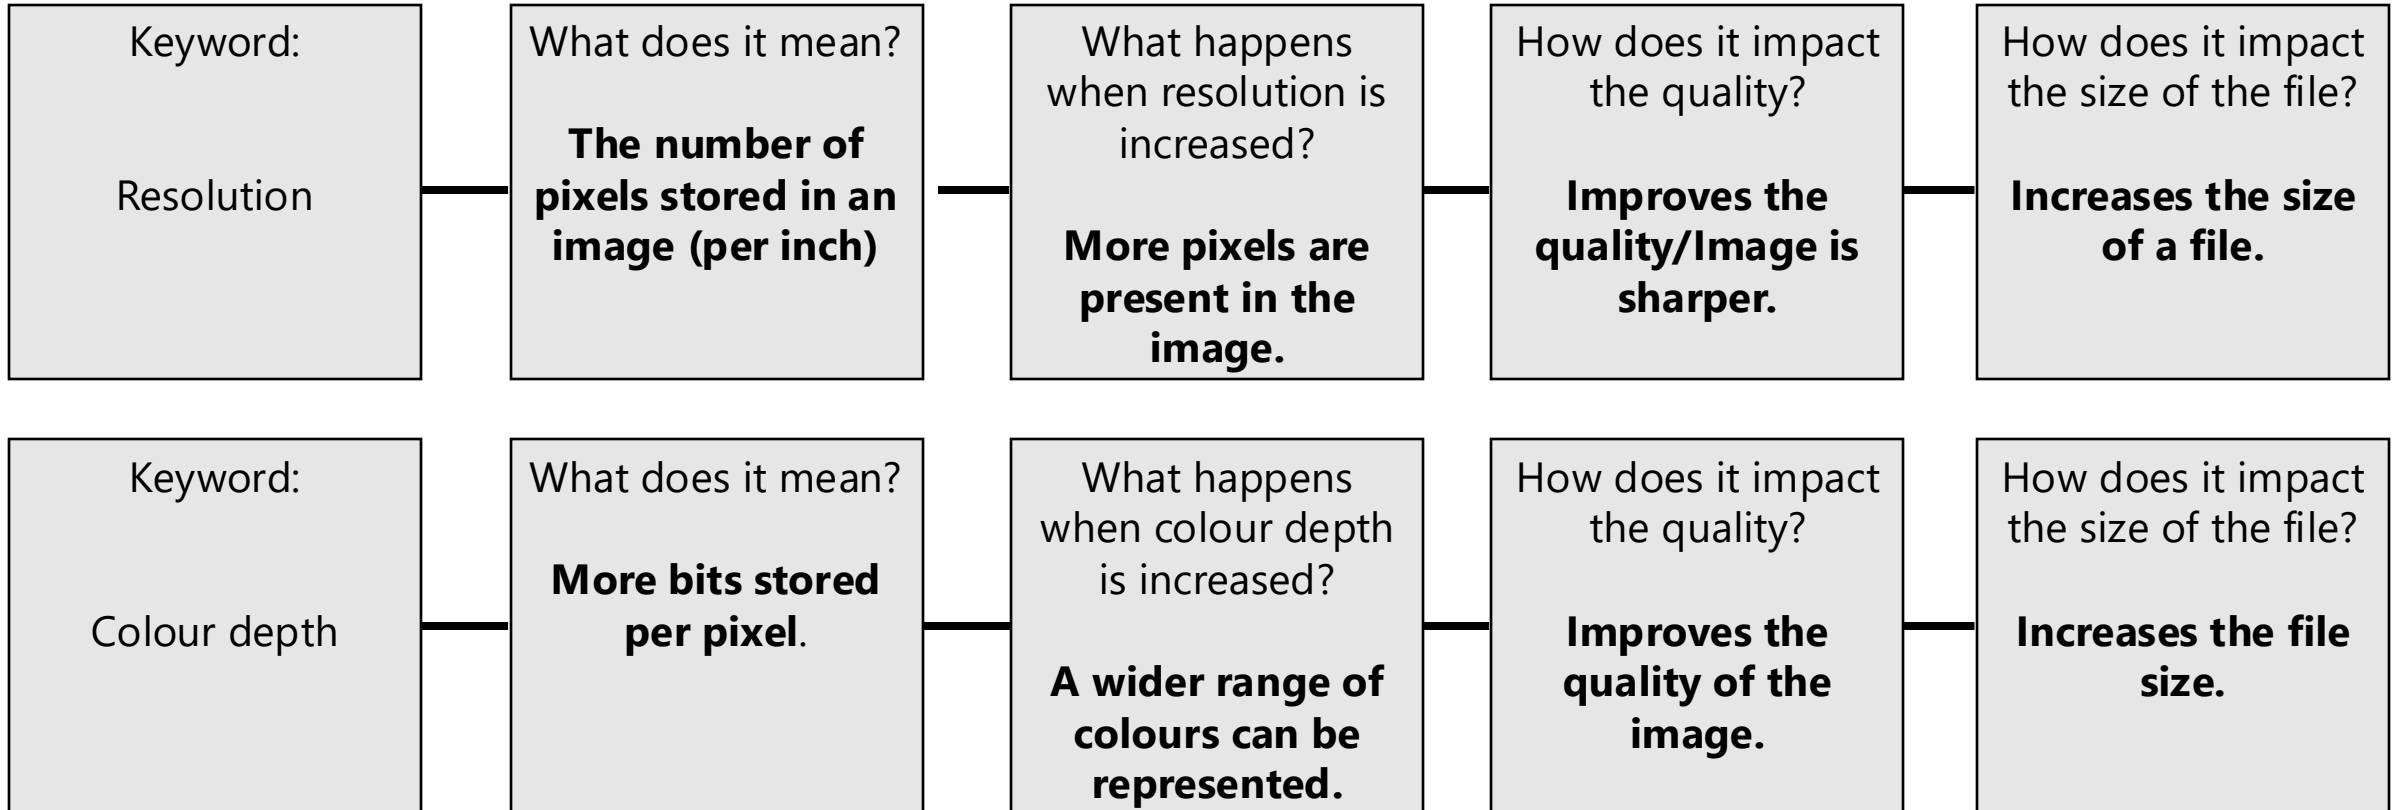 Keyword:
Resolution
What does it mean?
The number of
pixels stored in an
image (per inch)
What happens
when resolution is
increased?
More pixels are
present in the
image.
How does it impact
the quality?
Improves the
quality/Image is
sharper.
How does it impact
the size of the file?
Increases the size
of a file.
Keyword:
Colour depth
What does it mean?
More bits stored
per pixel.
What happens
when colour depth
is increased?
A wider range of
colours can be
represented.
How does it impact
the quality?
Improves the
quality of the
image.
How does it impact
the size of the file?
Increases the file
size.